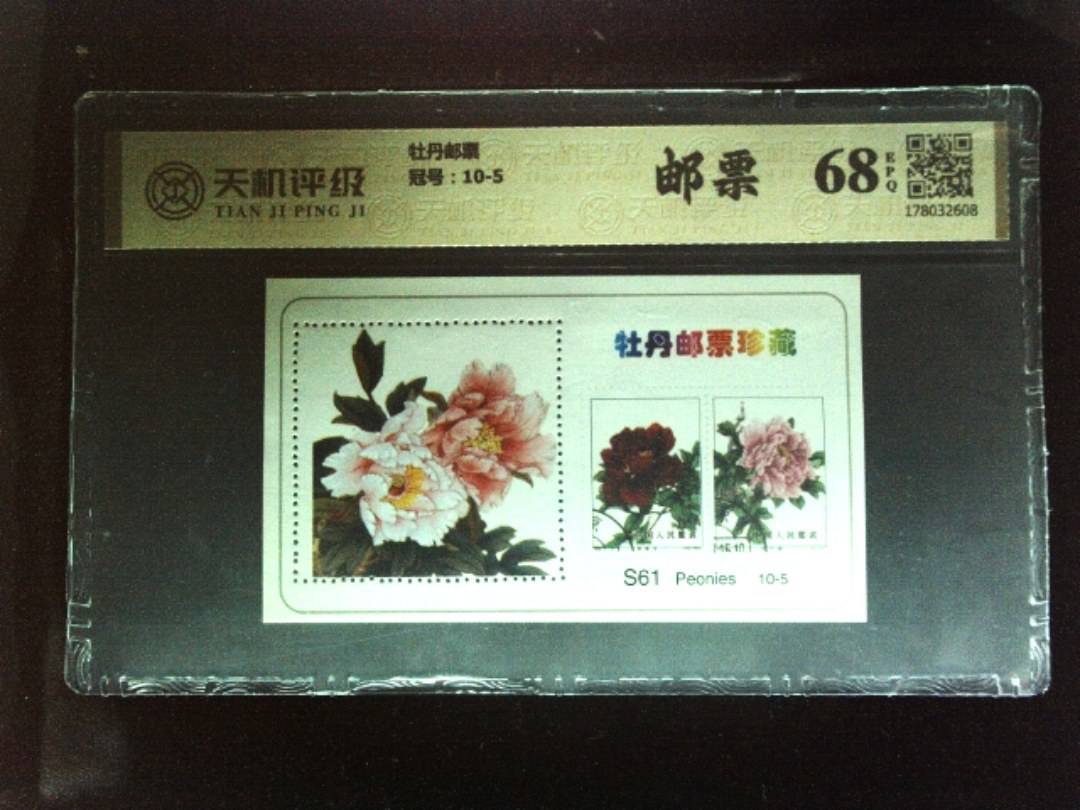 天机评级
TIAN JI PING JI
牡丹邮票
冠号：10-5
邮票
68
EPQ
178032608
牡丹邮票珍藏
S61 Peonies 10-5